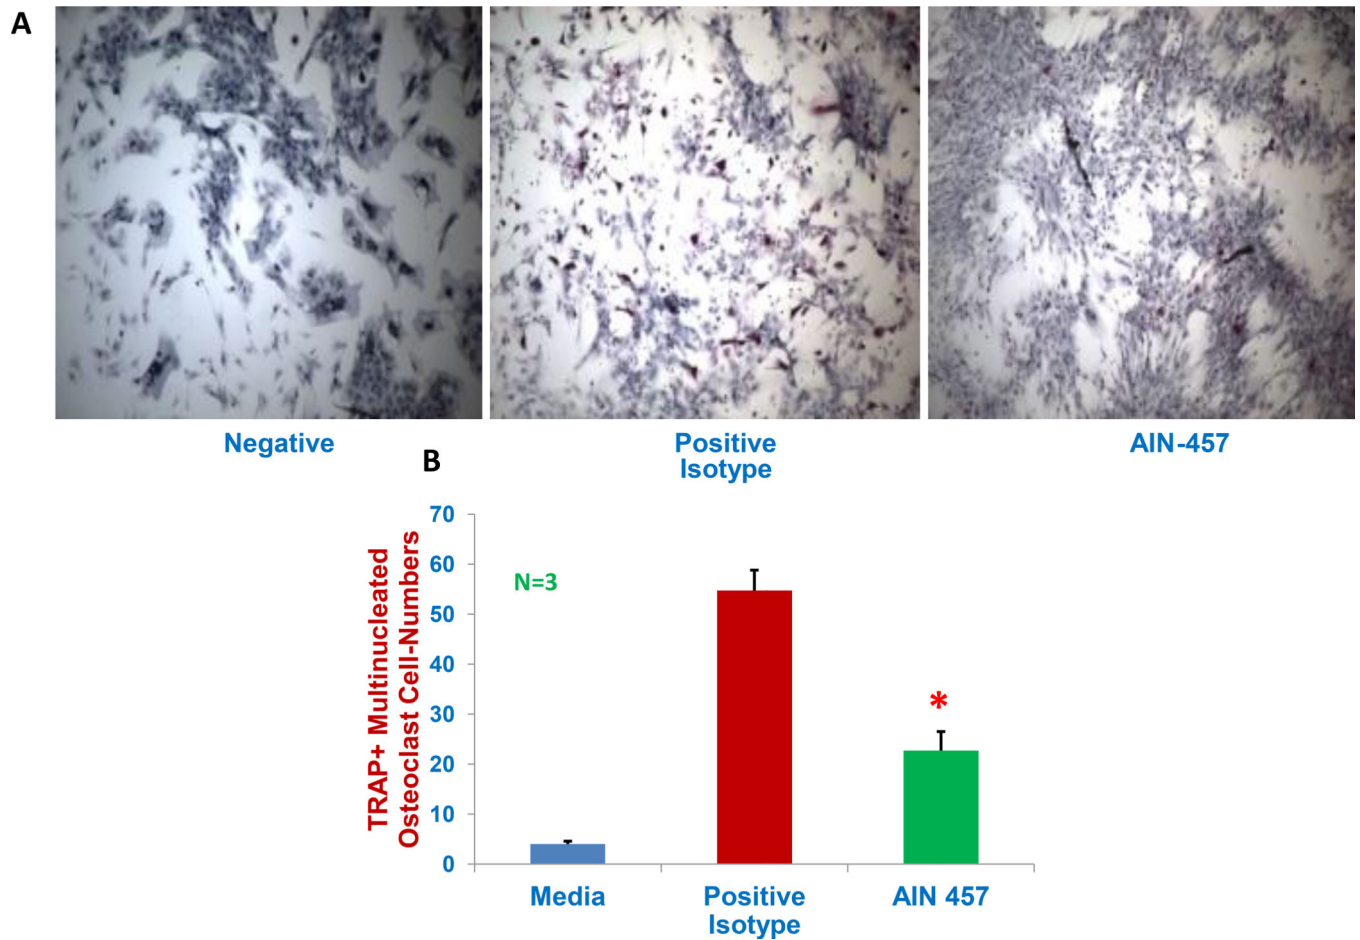 A
Negative
Positive
Isotype
AIN-457
B
TRAP+ Multinucleated
Osteoclast Cell-Numbers
70
60
50
40
30
20
10
0
N=3
*
Media
Positive
Isotype
AIN 457